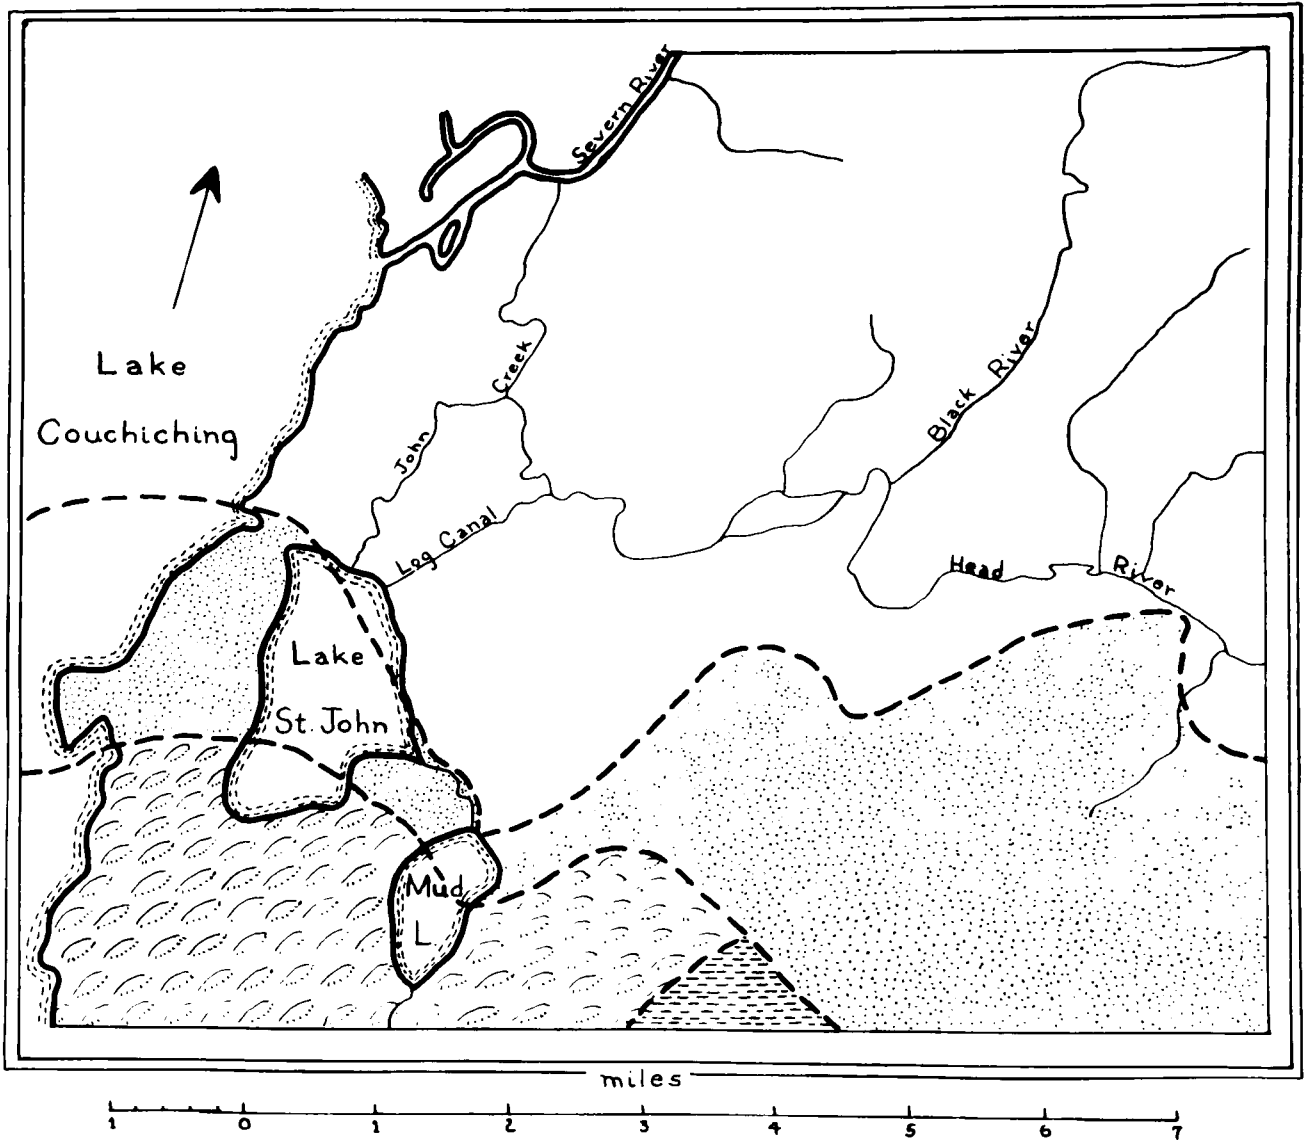 Severn River
Lake
Couchiching
Creek
John
Log Canal
Black River
Head River
Lake
St. John
Mud
L
miles
1 0 1 2 3 4 5 6 7